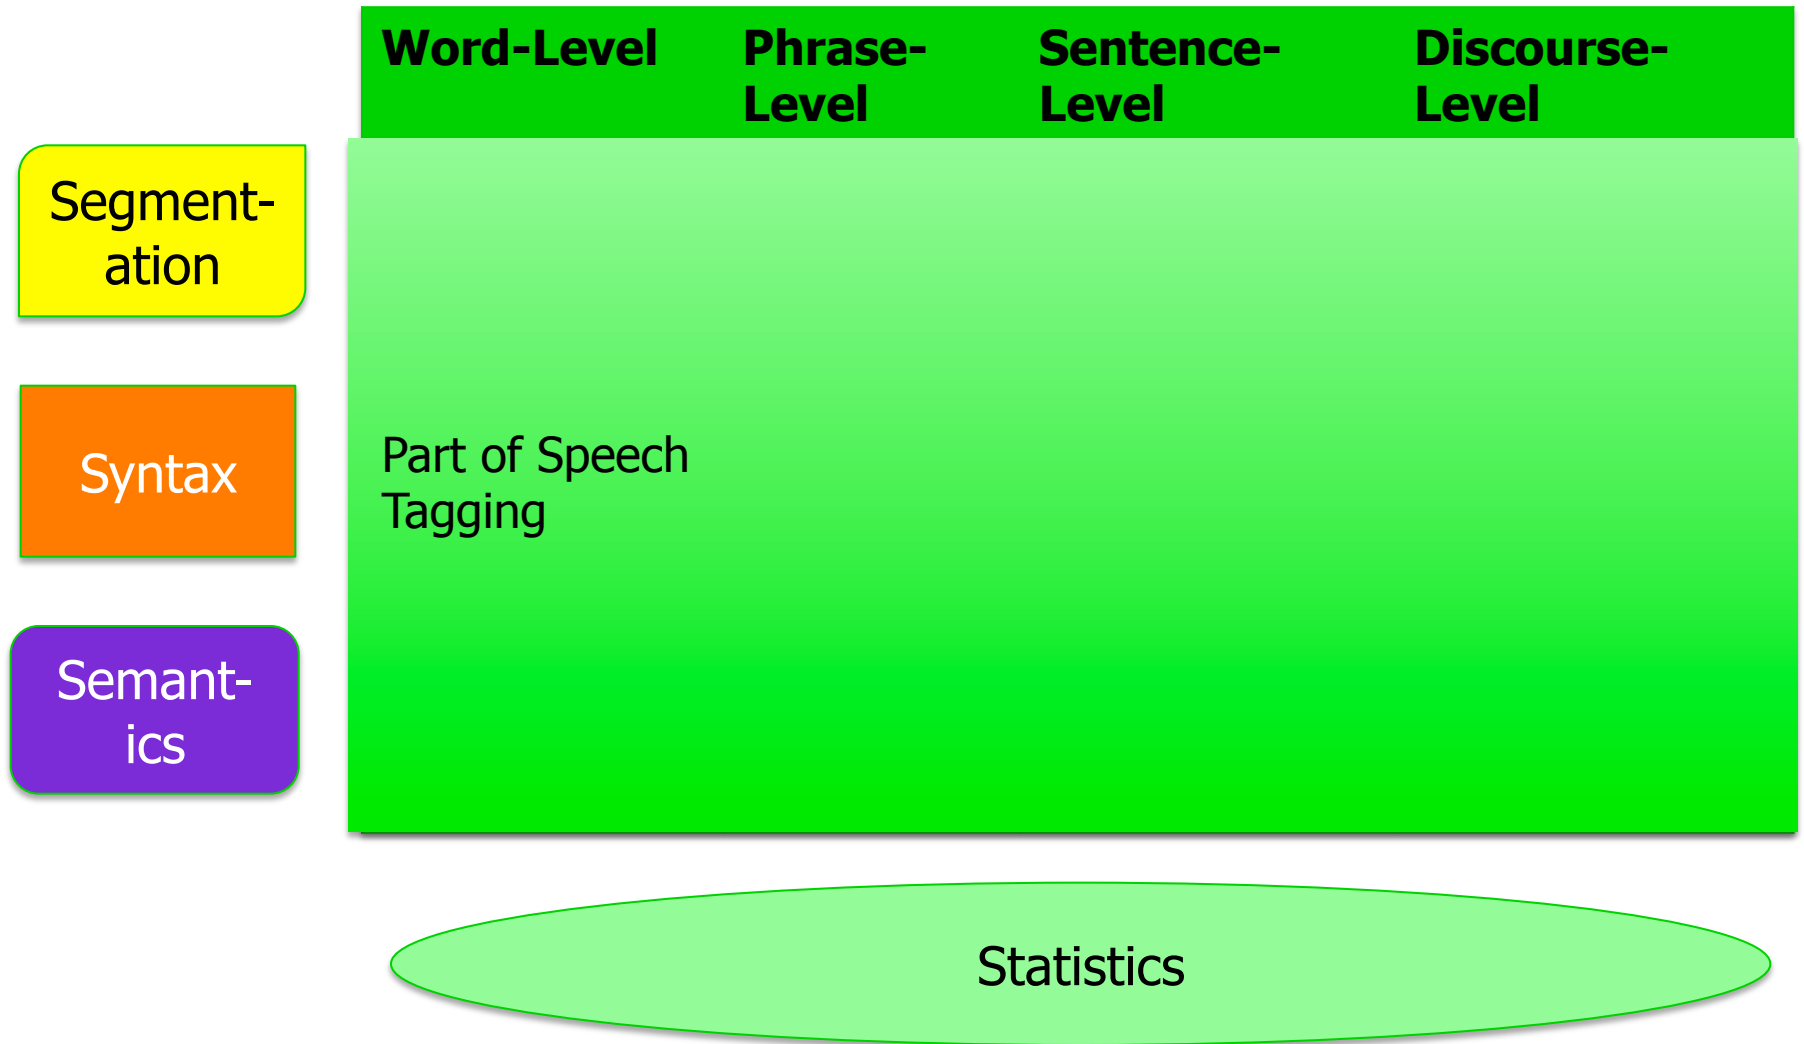 Word-Level
Phrase-
Level
Sentence-
Level
Discourse-
Level
Segment-
ation
Syntax
Part of Speech
Tagging
Semant-
ics
Statistics